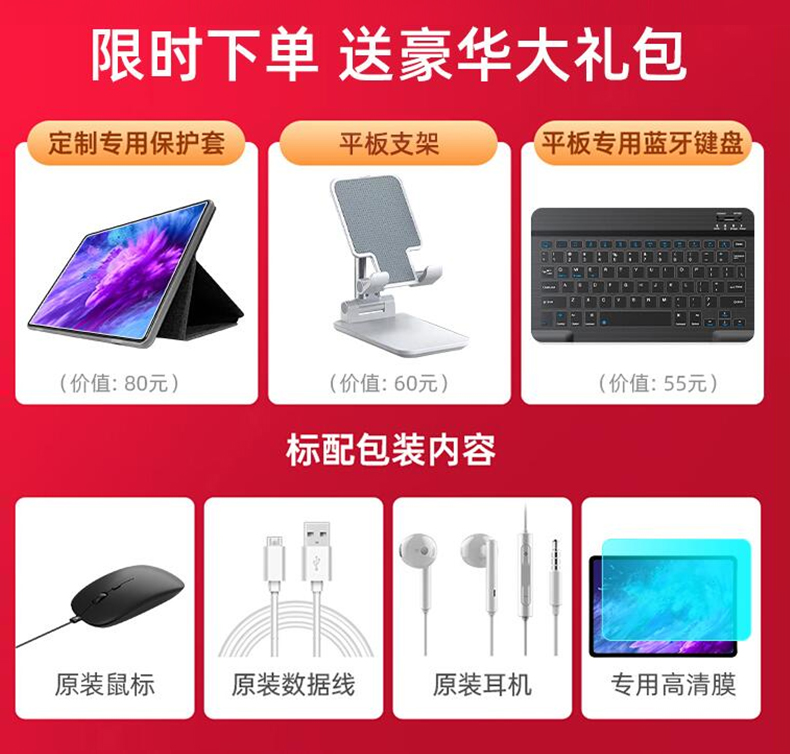 限时下单 送豪华大礼包
定制专用保护套
平板支架
平板专用蓝牙键盘
(价值: 80元)
(价值: 60元)
(价值: 55元)
标配包装内容
原装鼠标
原装数据线
原装耳机
专用高清膜